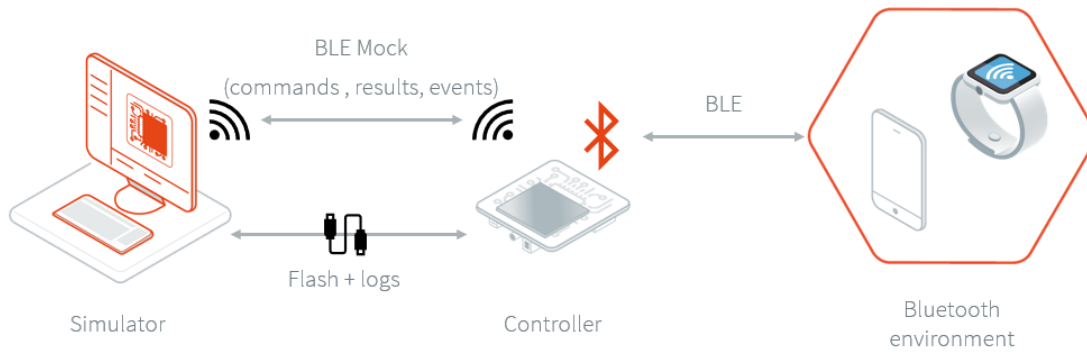 BLE Mock
(commands , results, events)
BLE
Flash + logs
Simulator
Controller
Bluetooth
environment